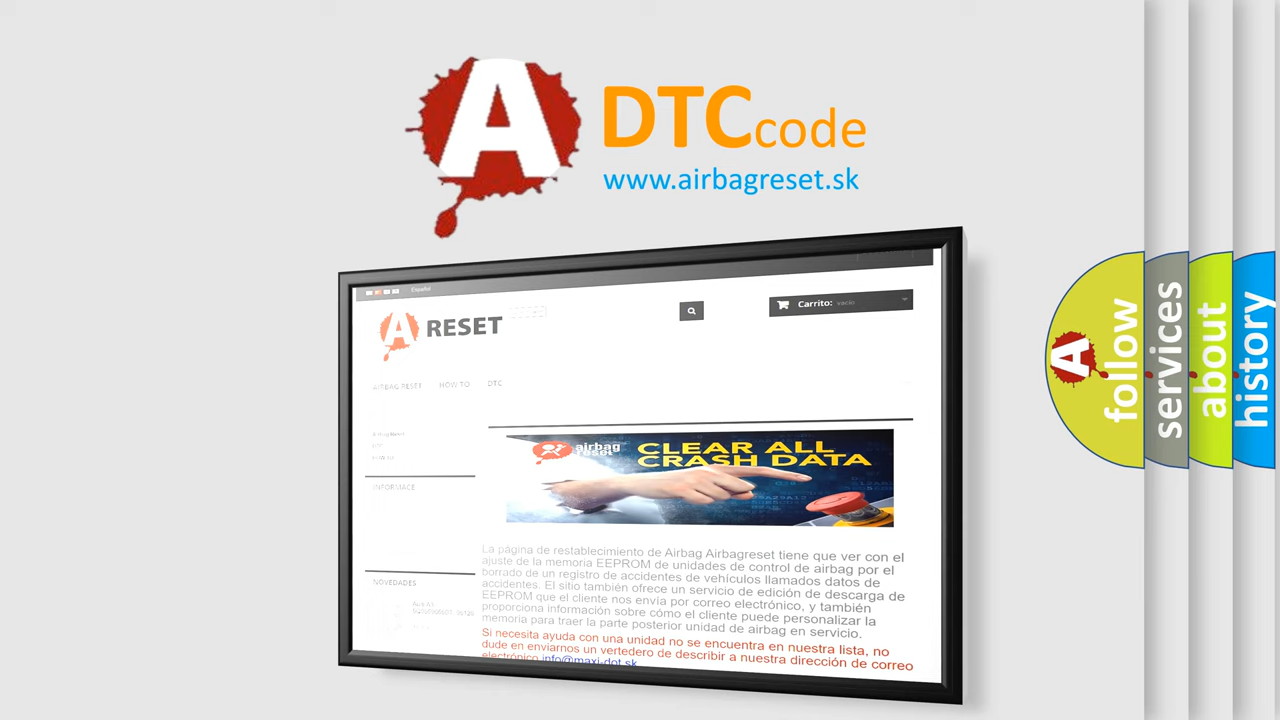 A
DTCcode
www.airbagreset.sk
Español
A RESET
Carrito: vacío
AIRBAG RESET HOW TO DTC
airbag
reset
CLEAR ALL
CRASH DATA
INFORMACE
La página de restablecimiento de Airbag Airbagreset tiene que ver con el
ajuste de la memoria EEPROM de unidades de control de airbag por el
borrado de un registro de accidentes de vehículos llamados datos de
accidentes. El sitio también ofrece un servicio de edición de descarga de
EEPROM que el cliente nos envía por correo electrónico, y también
proporciona información sobre cómo el cliente puede personalizar la
memoria para traer la parte posterior unidad de airbag en servicio.
Si necesita ayuda con una unidad no se encuentra en nuestra lista, no
dude en enviarnos un vertedero de describir a nuestra dirección de correo
electrónico info@maxi-dot.sk
NOVEDADES
A
follow
services
about
history